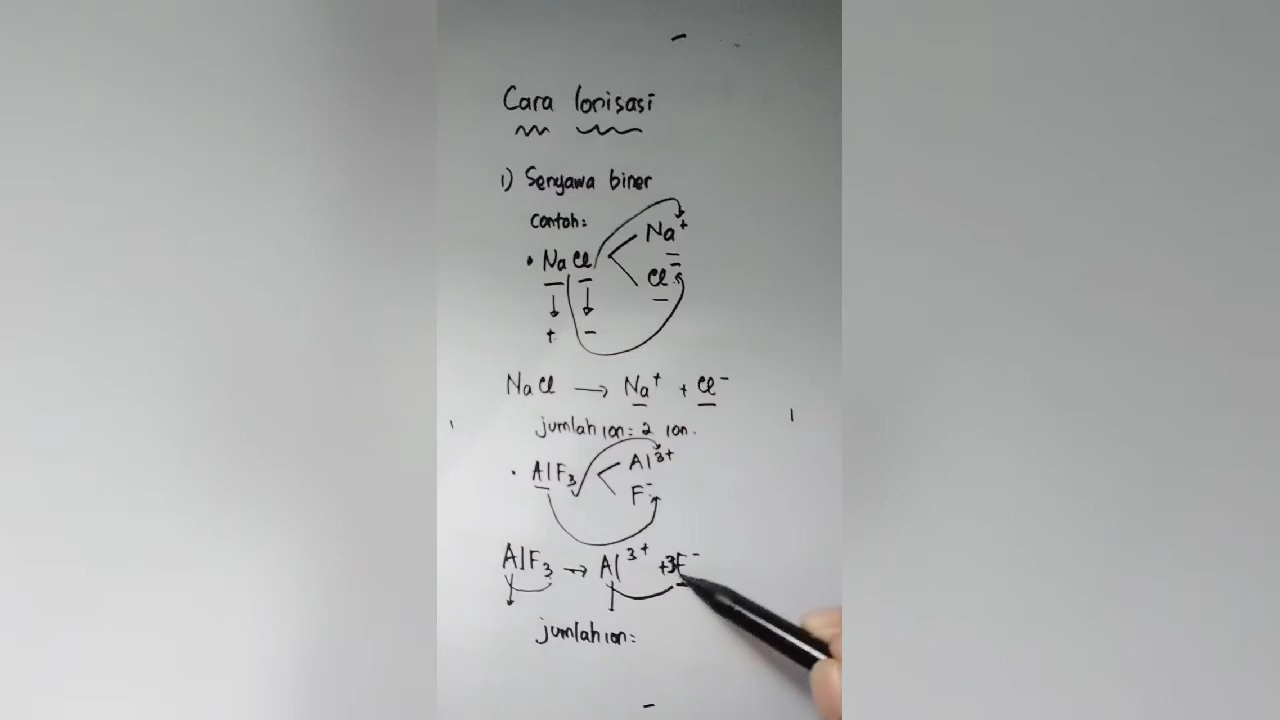 Cara Ionisasi
1) Senyawa biner
Contoh:
• NaCl < Na⁺
Cl⁻
+ −
NaCl → Na⁺ + Cl⁻
jumlah ion: 2 ion.
• AlF₃ < Al³⁺
F⁻
AlF₃ → Al³⁺ + 3F⁻
jumlah ion: